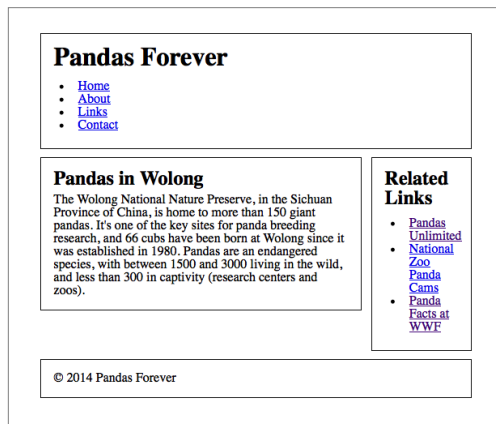 Pandas Forever
Home
About
Links
Contact
Pandas in Wolong
The Wolong National Nature Preserve, in the Sichuan
Province of China, is home to more than 150 giant
pandas. It's one of the key sites for panda breeding
research, and 66 cubs have been born at Wolong since it
was established in 1980. Pandas are an endangered
species, with between 1500 and 3000 living in the wild,
and less than 300 in captivity (research centers and
zoos).
Related
Links
Pandas
Unlimited
National
Zoo
Panda
Cams
Panda
Facts at
WWF
© 2014 Pandas Forever